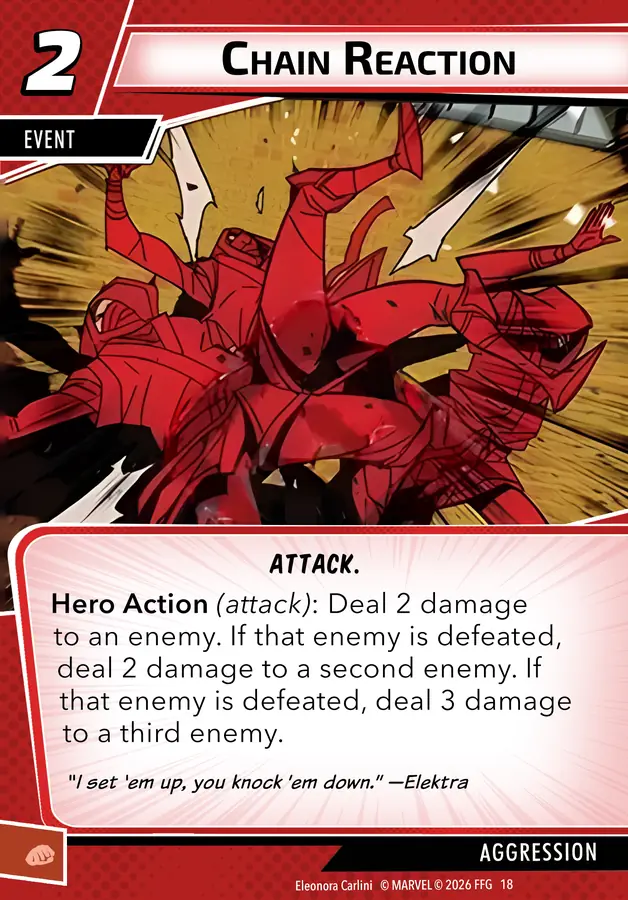 2
CHAIN REACTION
EVENT
ATTACK.
Hero Action (attack): Deal 2 damage
to an enemy. If that enemy is defeated,
deal 2 damage to a second enemy. If
that enemy is defeated, deal 3 damage
to a third enemy.
"I set 'em up, you knock 'em down." —Elektra
AGGRESSION
Eleonora Carlini © MARVEL © 2026 FFG 18